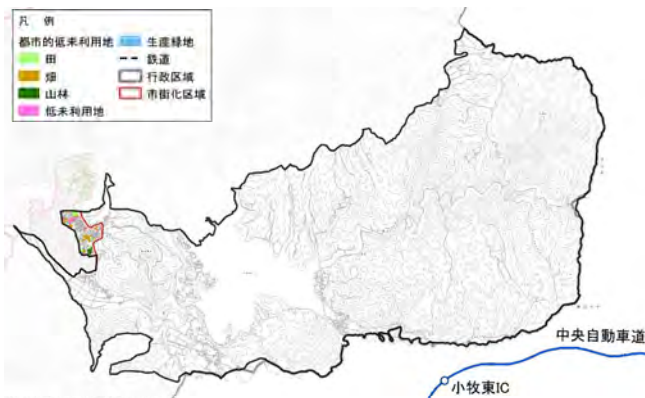 凡 例
都市的低未利用地
田
畑
山林
低未利用地
生産緑地
鉄道
行政区域
市街化区域
中央自動車道
小牧東IC